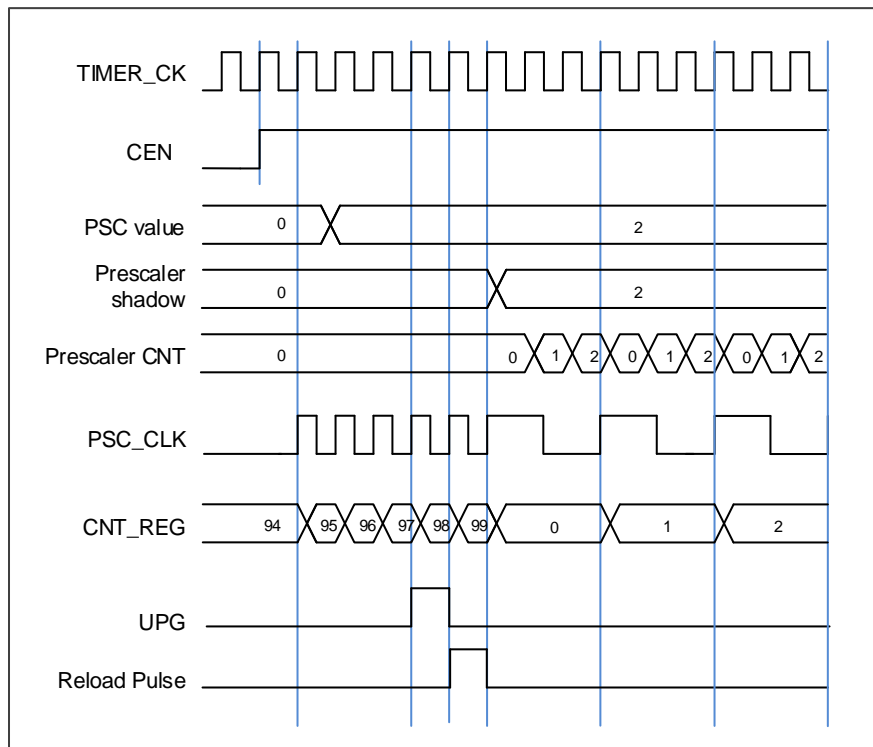 TIMER_CK
CEN
PSC value 0 2
Prescaler
shadow 0 2
Prescaler CNT 0 0 1 2 0 1 2 0 1 2
PSC_CLK
CNT_REG 94 95 96 97 98 99 0 1 2
UPG
Reload Pulse